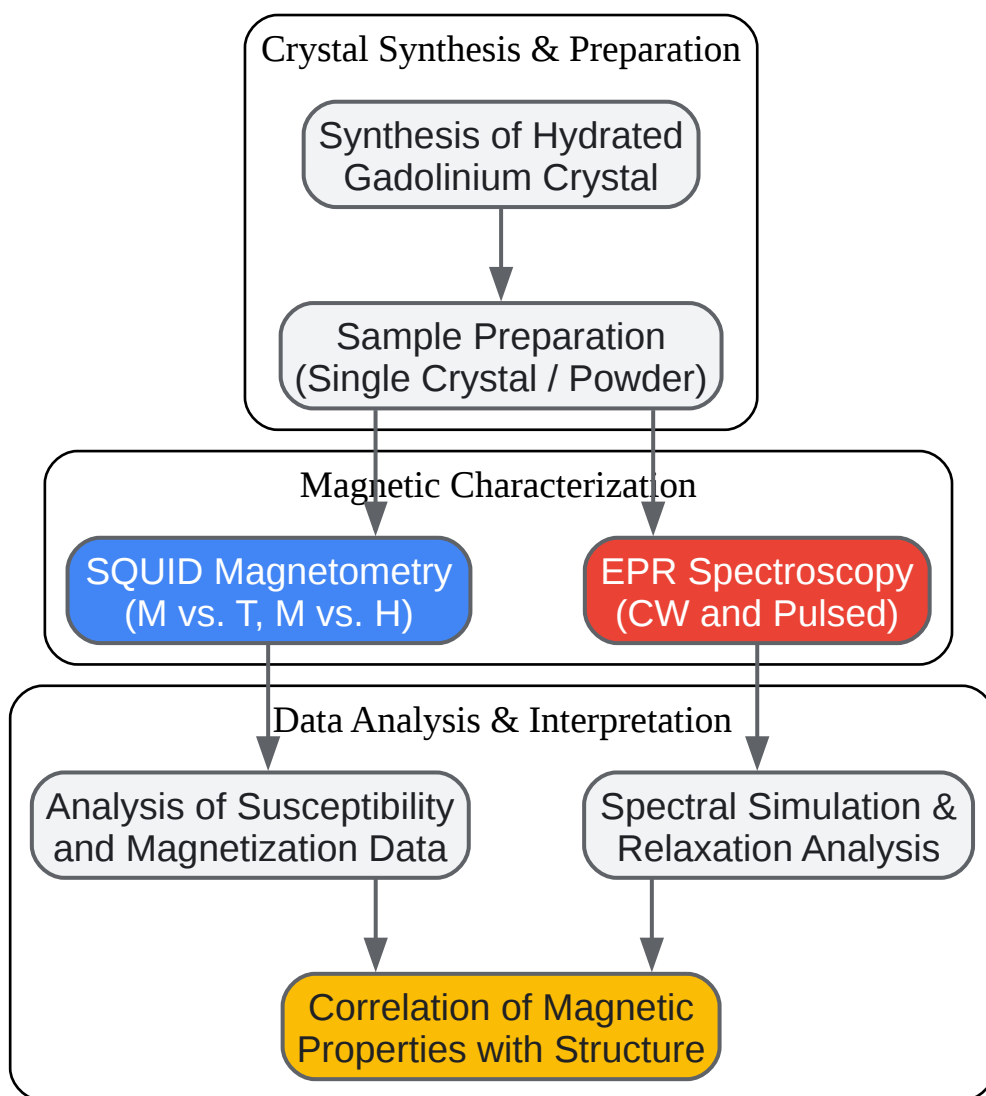 Crystal Synthesis & Preparation
Synthesis of Hydrated
Gadolinium Crystal
Sample Preparation
(Single Crystal / Powder)
Magnetic Characterization
SQUID Magnetometry
(M vs. T, M vs. H)
EPR Spectroscopy
(CW and Pulsed)
Data Analysis & Interpretation
Analysis of Susceptibility
and Magnetization Data
Spectral Simulation &
Relaxation Analysis
Correlation of Magnetic
Properties with Structure